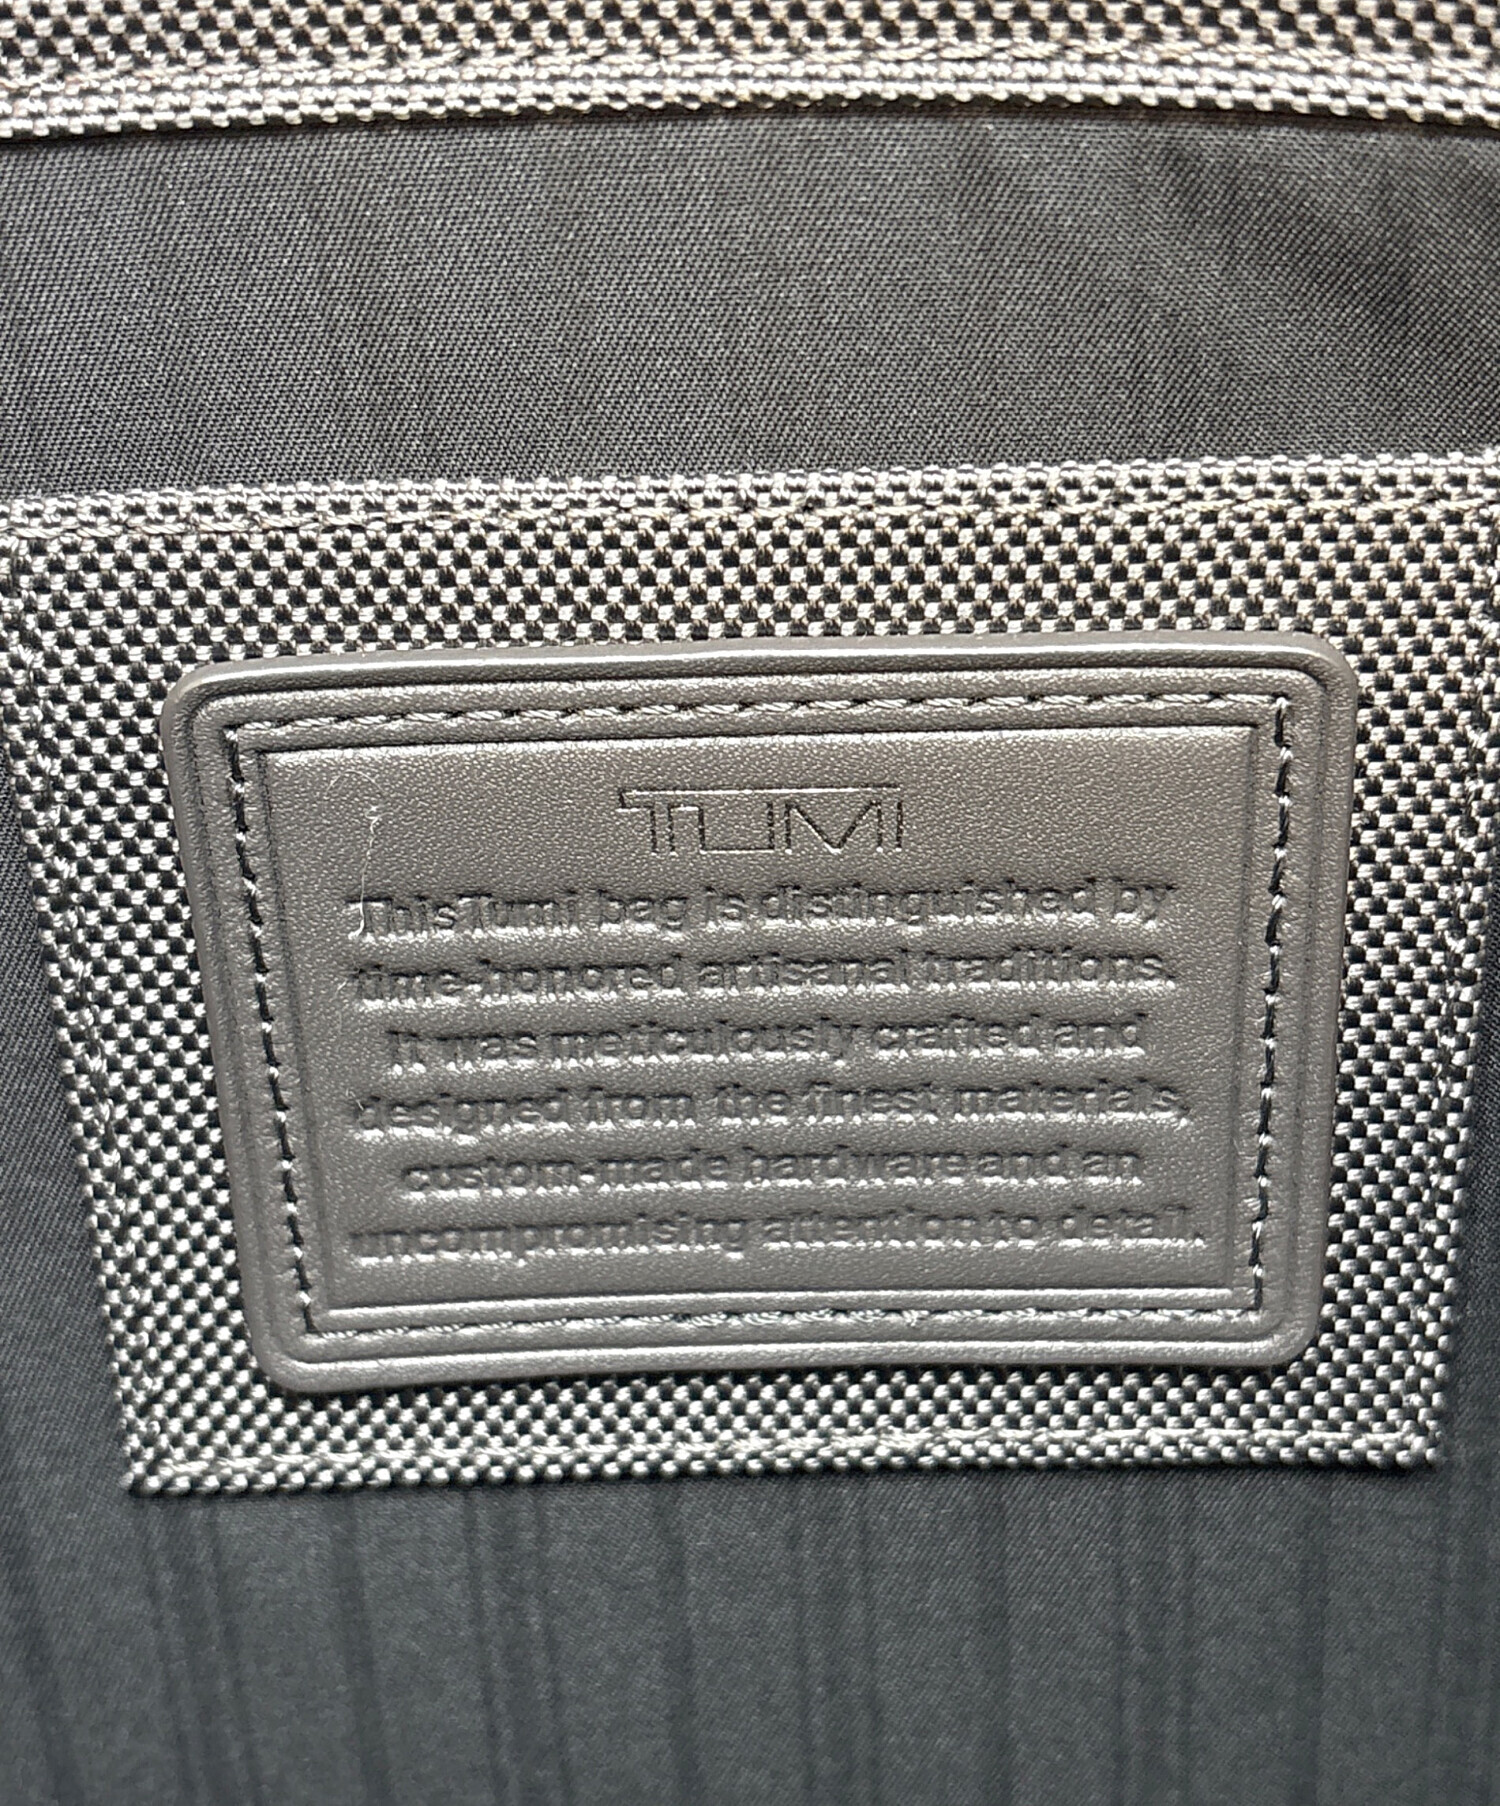 TUMI
This Tumi bag is distinguished by
time-honored artisanal traditions.
It was meticulously crafted and
designed from the finest materials,
custom-made hardware and an
uncompromising attention to detail.